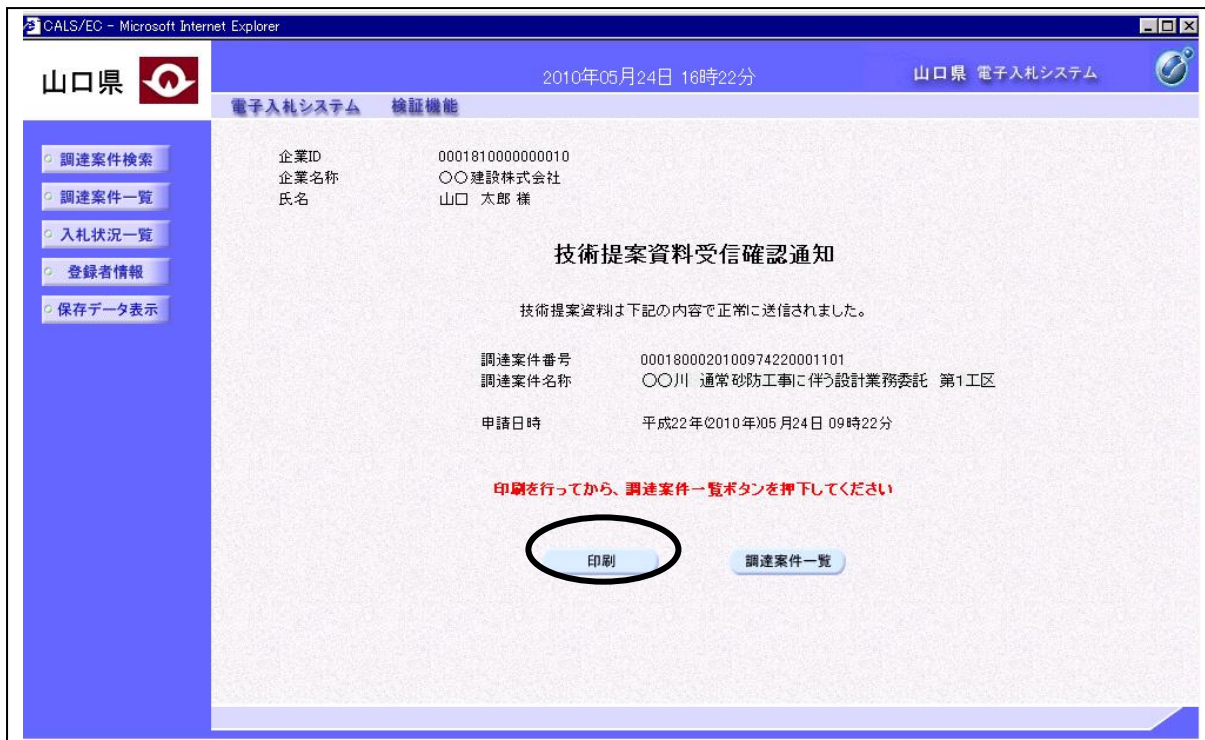 CALS/EC - Microsoft Internet Explorer
山口県
2010年05月24日 16時22分
山口県 電子入札システム
電子入札システム 検証機能
調達案件検索
調達案件一覧
入札状況一覧
登録者情報
保存データ表示
企業ID 0001810000000010
企業名称 〇〇建設株式会社
氏名 山口 太郎 様
技術提案資料受信確認通知
技術提案資料は下記の内容で正常に送信されました。
調達案件番号 0001800020100974220001101
調達案件名称 〇〇川 通常砂防工事に伴う設計業務委託 第1工区
申請日時 平成22年(2010年)05月24日 09時22分
印刷を行ってから、調達案件一覧ボタンを押下してください
印刷 調達案件一覧